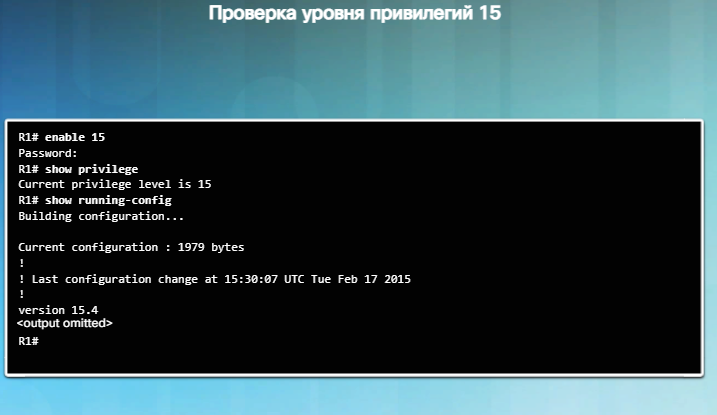 Проверка уровня привилегий 15
R1# enable 15
Password:
R1# show privilege
Current privilege level is 15
R1# show running-config
Building configuration...
Current configuration : 1979 bytes
!
! Last configuration change at 15:30:07 UTC Tue Feb 17 2015
!
version 15.4
<output omitted>
R1#